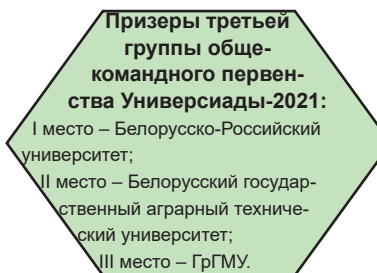 Призеры третьей
группы обще-
командного первен-
ства Универсиады-2021:
I место – Белорусско-Российский
университет;
II место – Белорусский государ-
ственный аграрный техниче-
ский университет;
III место – ГрГМУ.